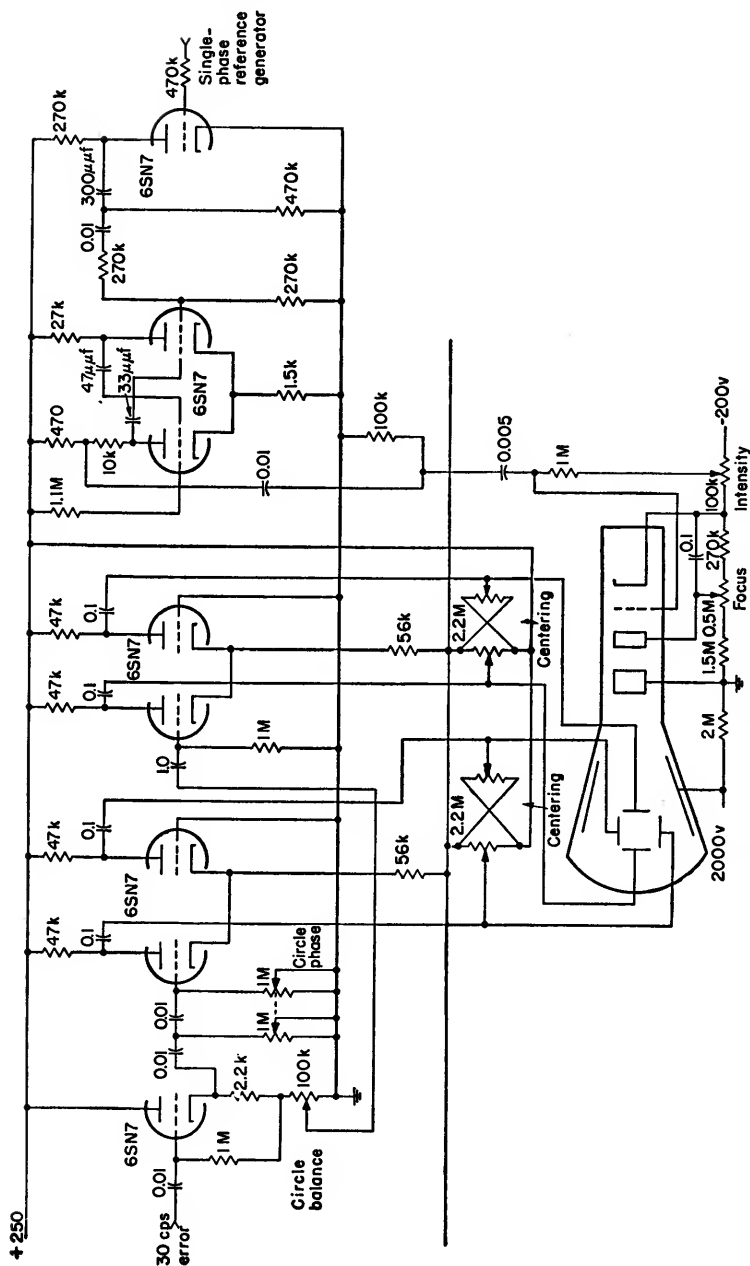 +250
30 cps
error
0.01
6SN7
1M
2.2k
100k
Circle
balance
0.01
0.01
1M
1M
Circle
phase
47k
0.1
6SN7
47k
0.1
56k
1.0
1M
47k
0.1
6SN7
47k
0.1
56k
2.2M
Centering
2.2M
Centering
1.1M
470
10k
0.01
47μμf
33μμf
27k
6SN7
1.5k
100k
270k
0.01
270k
300μμf
470k
270k
6SN7
470k
Single-
phase
reference
generator
0.005
1M
2000v
2M
1.5M
0.5M
Focus
270k
0.1
100k
Intensity
-200v